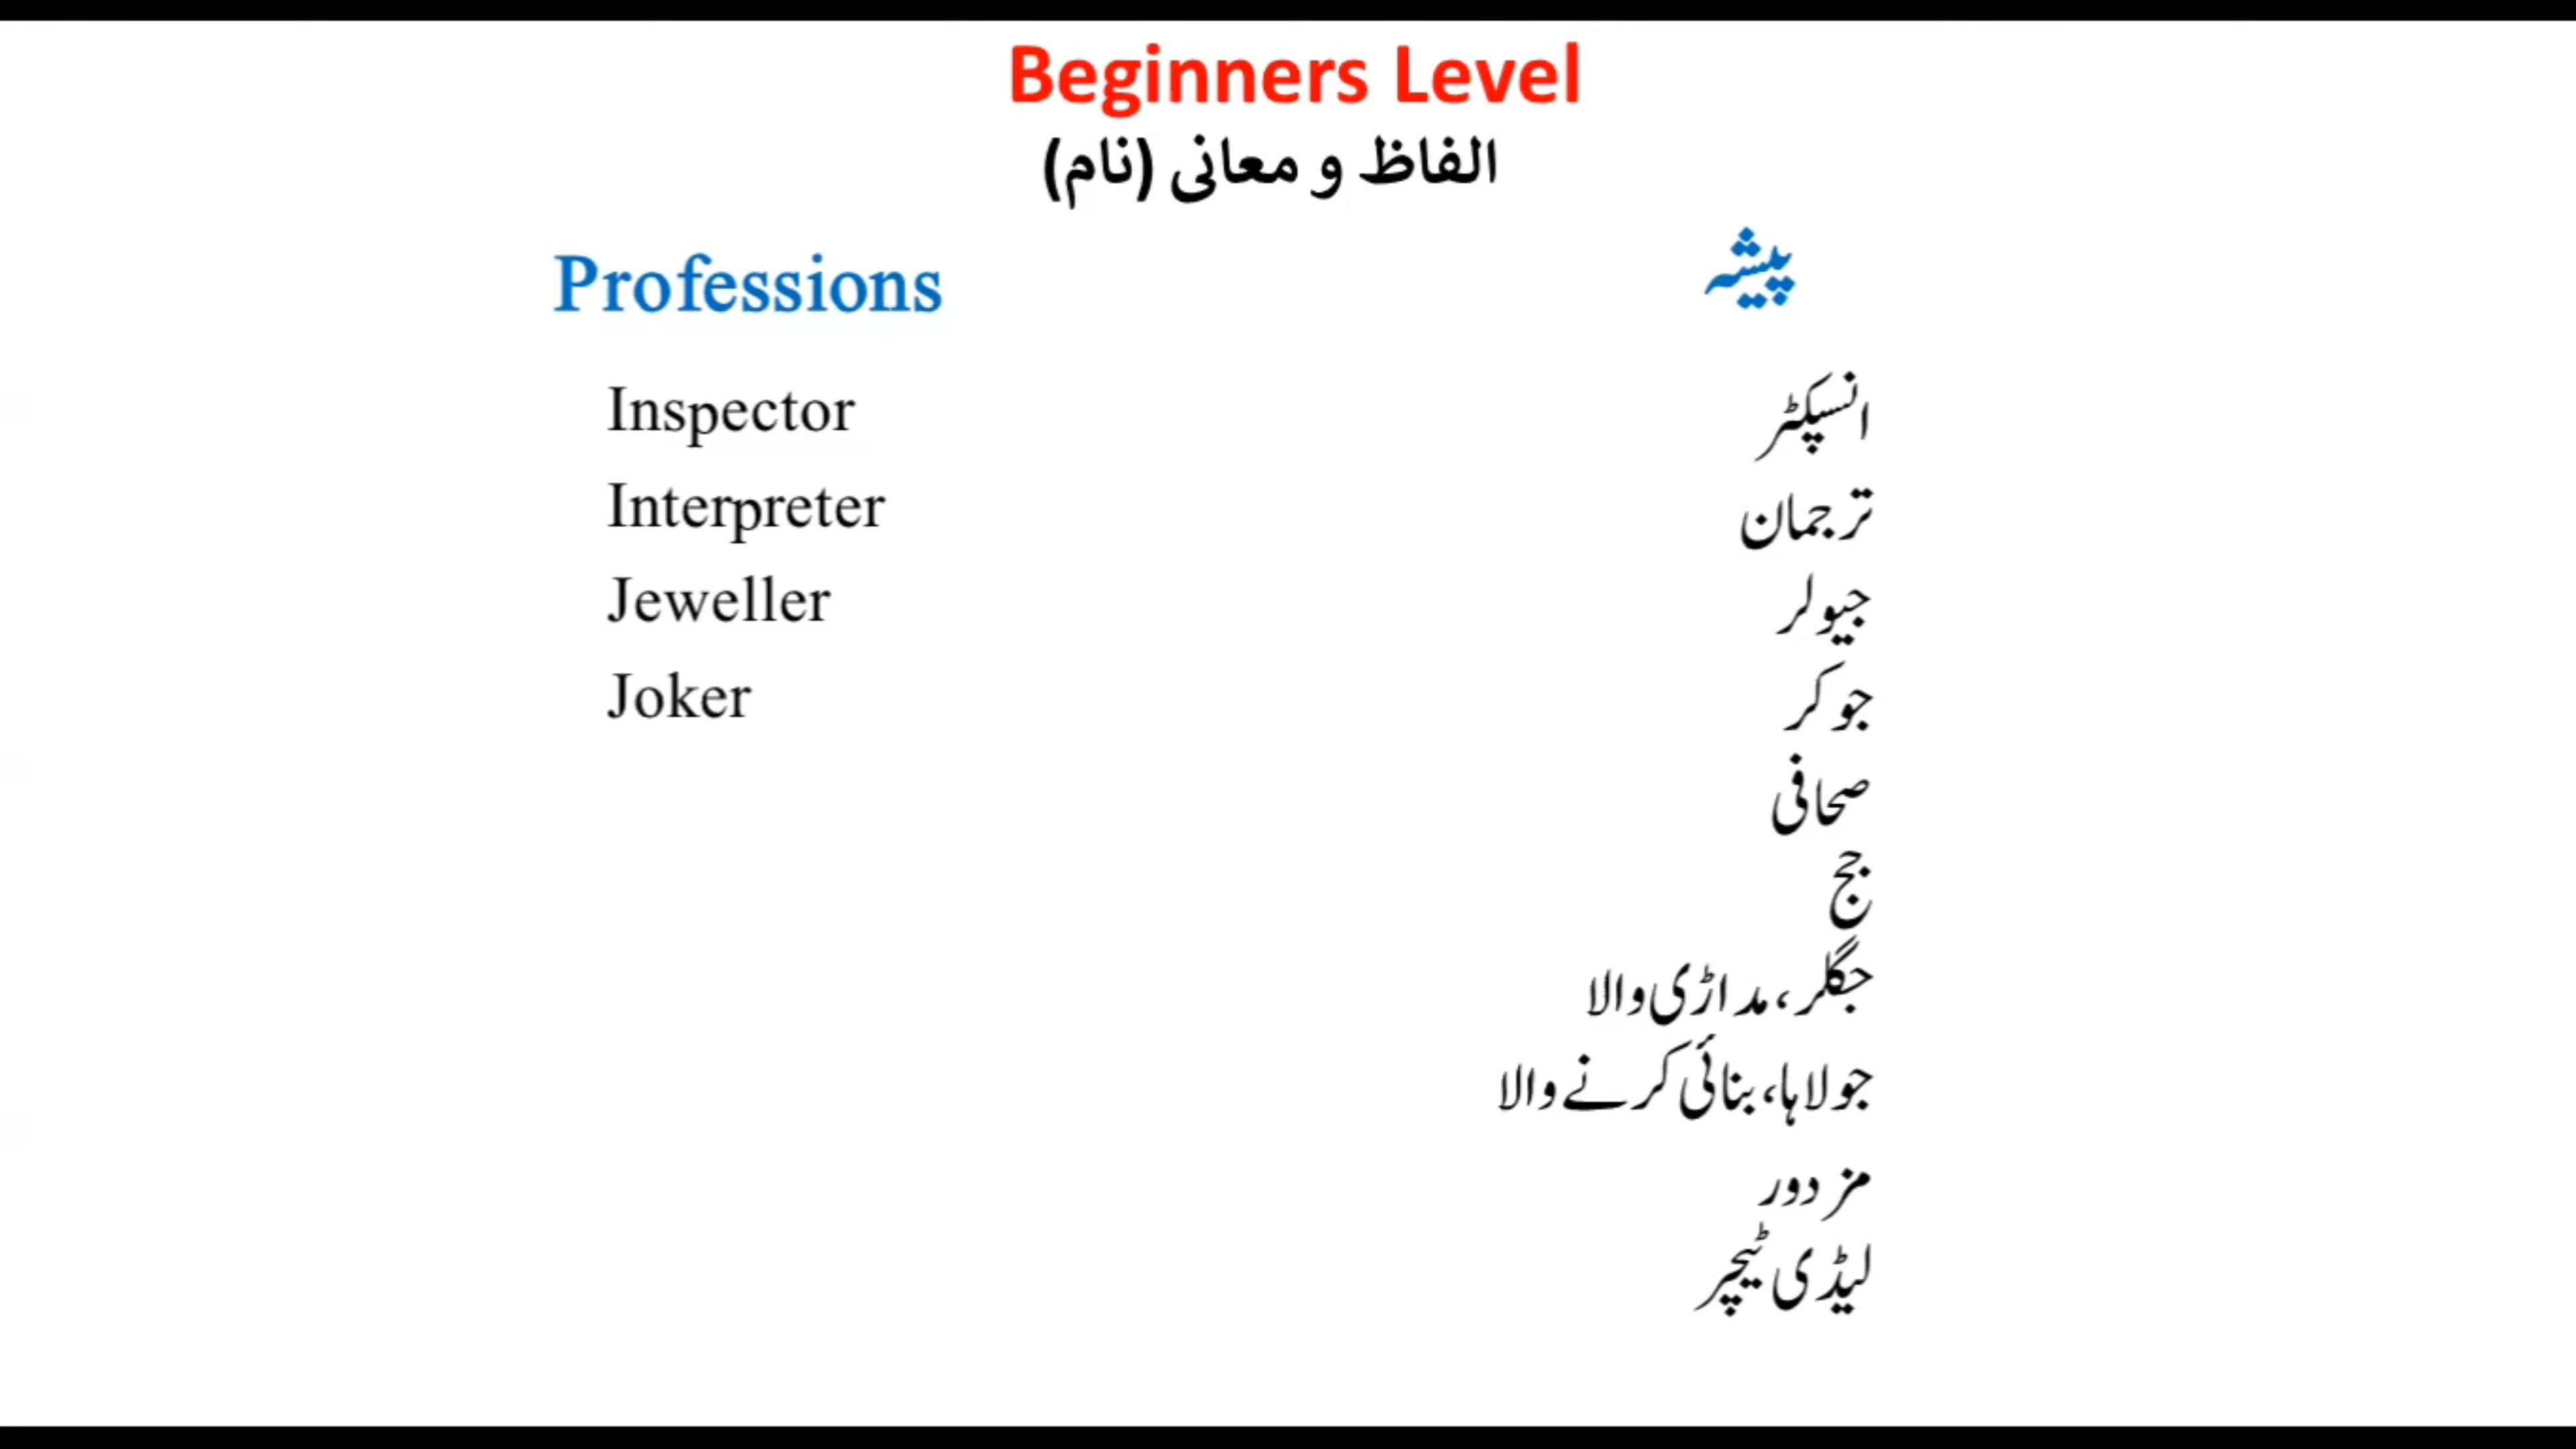 Beginners Level
الفاظ و معانی (نام)
Professions پیشہ
Inspector انسپکٹر
Interpreter ترجمان
Jeweller جیولر
Joker جوکر
صحافی
جج
جگلر، مداڑی والا
جولاہا، بنائی کرنے والا
مزدور
لیڈی ٹیچر